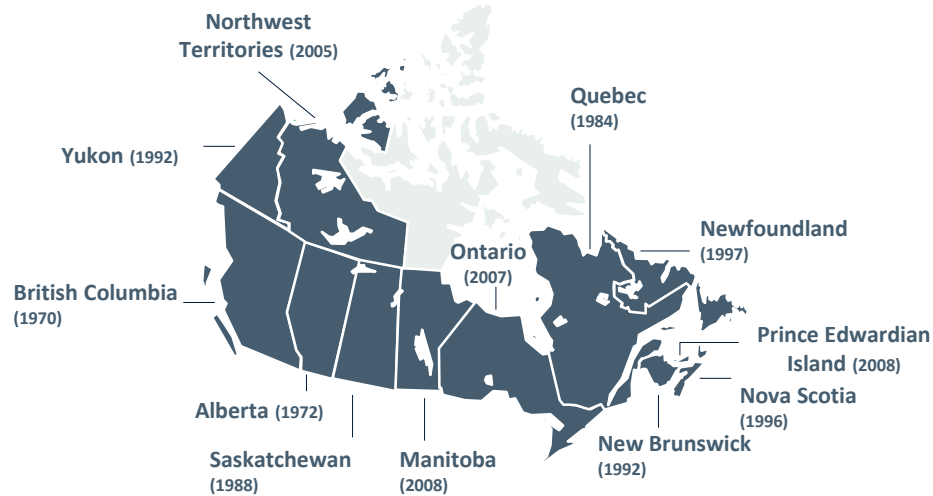 Northwest
Territories (2005)
Quebec
(1984)
Yukon (1992)
Newfoundland
(1997)
Ontario
(2007)
British Columbia
(1970)
Prince Edwardian
Island (2008)
Nova Scotia
(1996)
Alberta (1972)
New Brunswick
(1992)
Saskatchewan
(1988)
Manitoba
(2008)